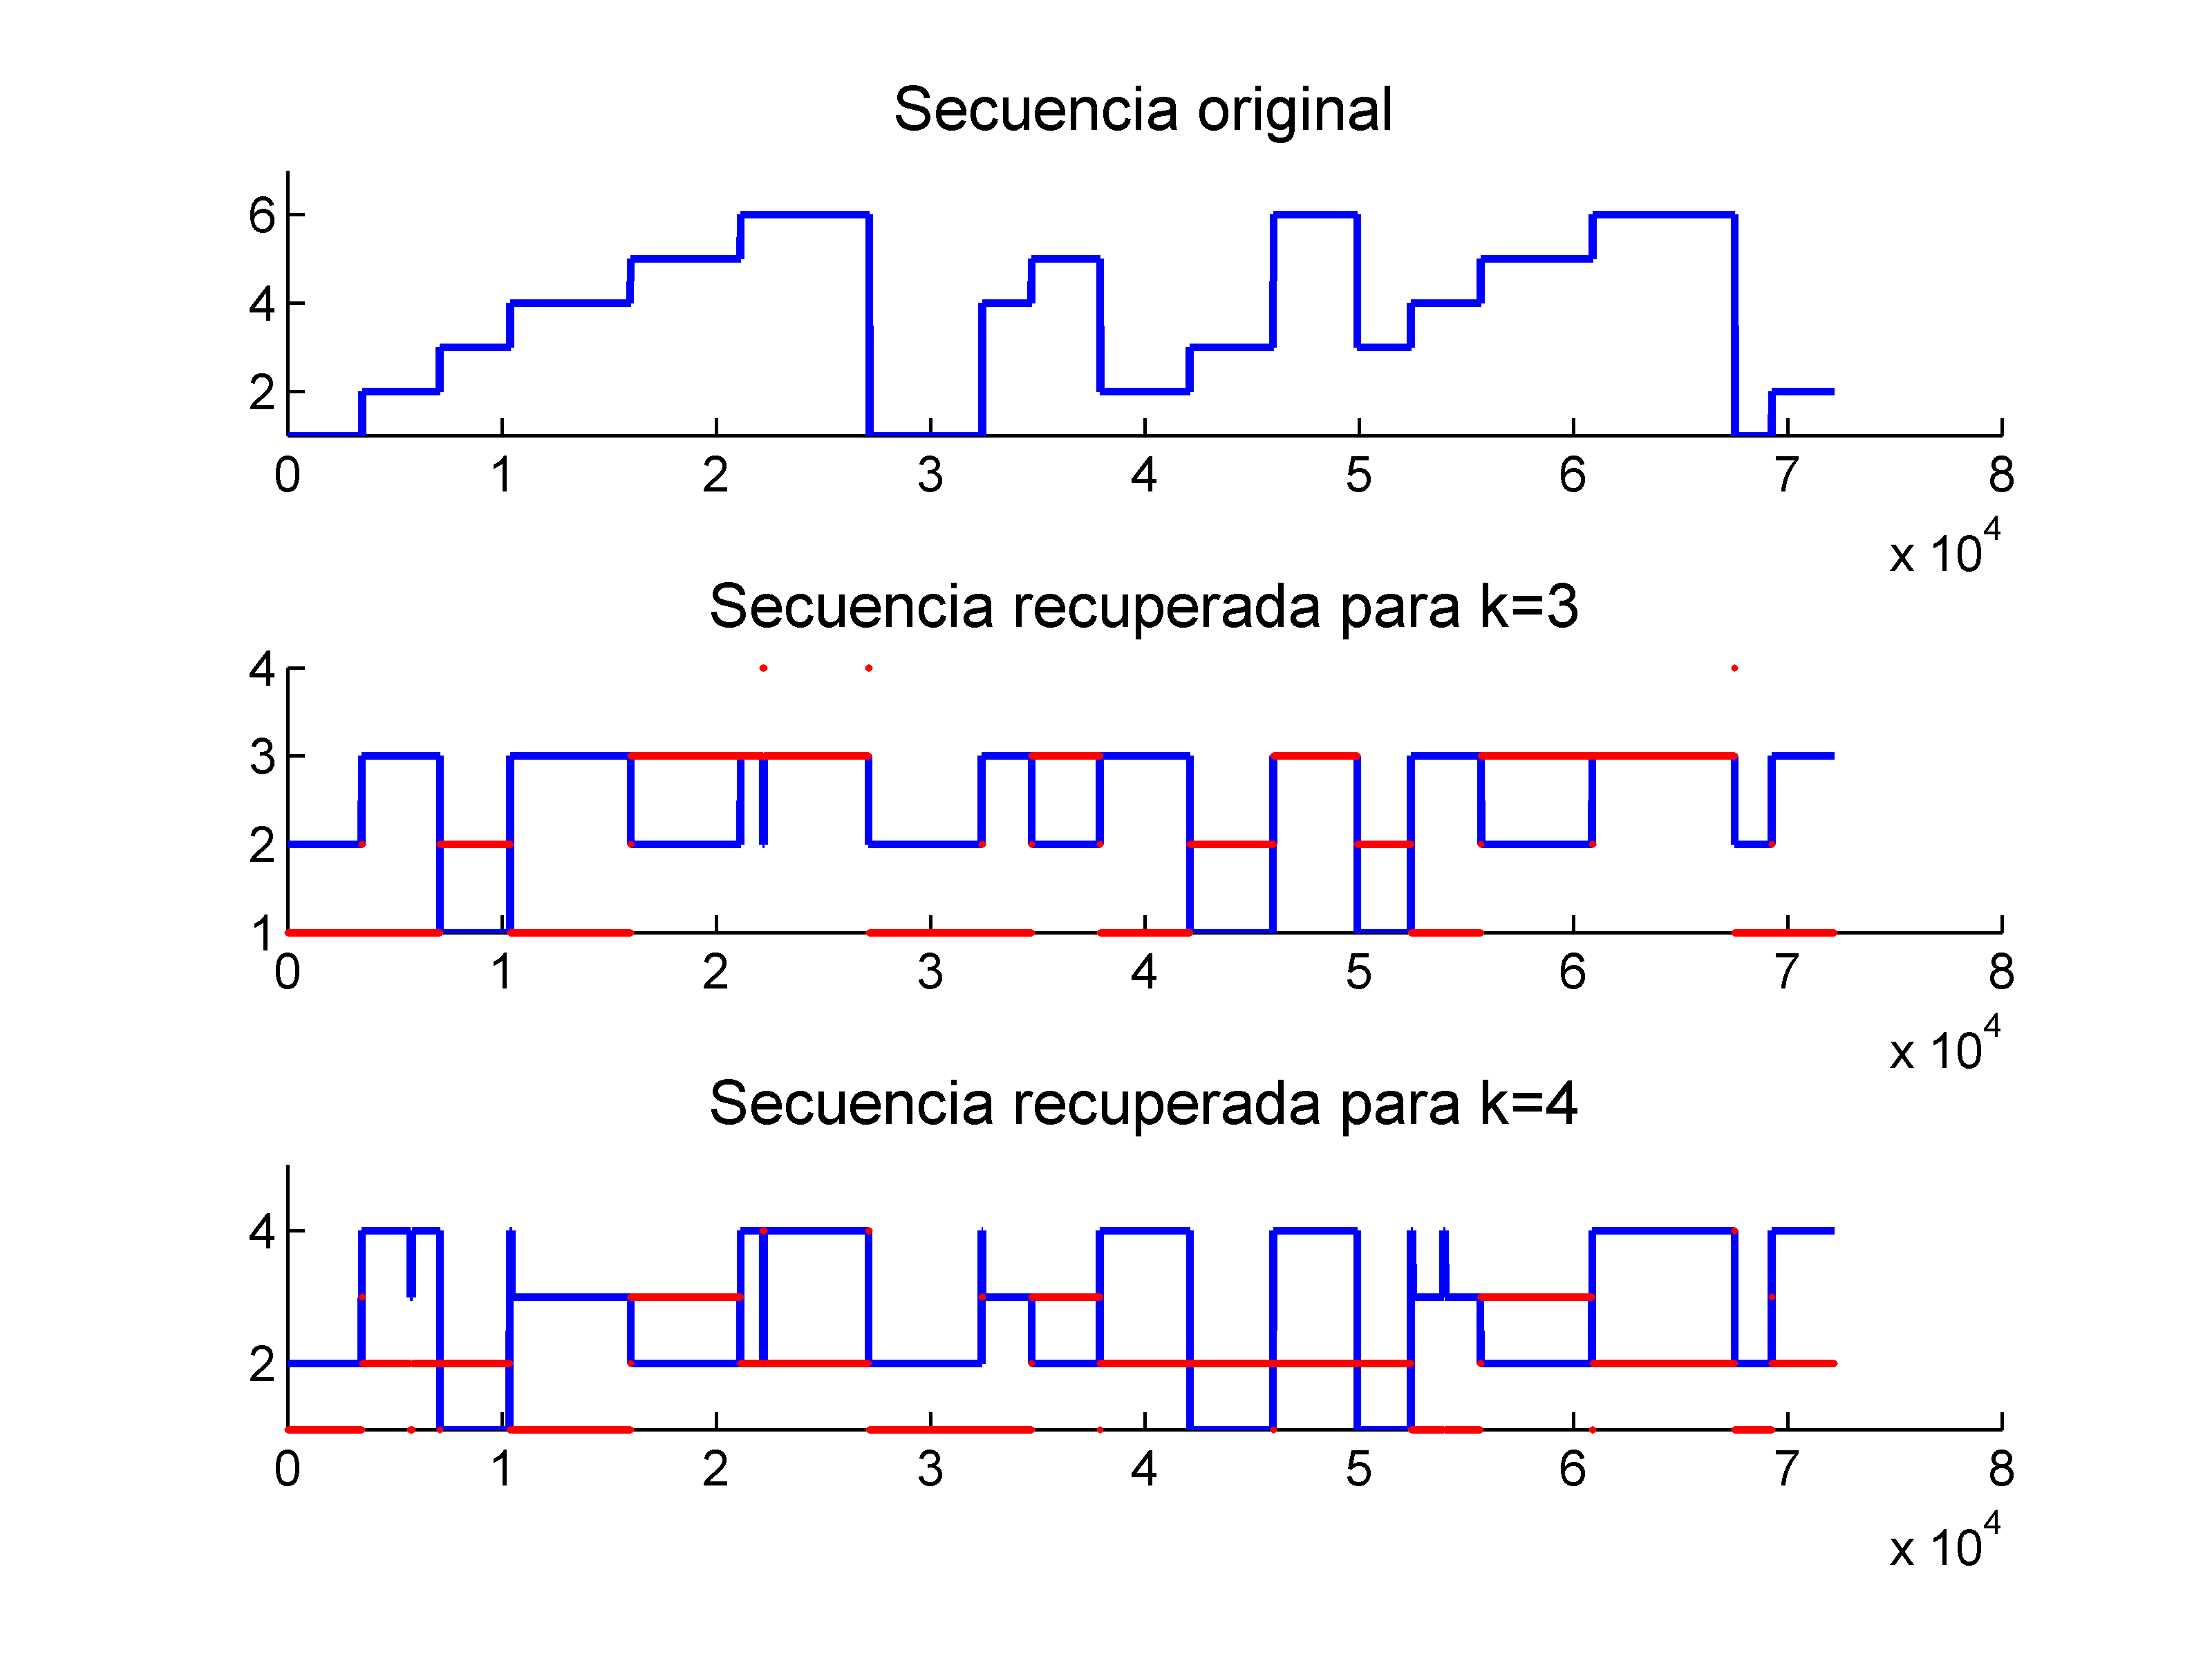 Secuencia original
6
4
2
0 1 2 3 4 5 6 7 8
x 10^4
Secuencia recuperada para k=3
4
3
2
1
0 1 2 3 4 5 6 7 8
x 10^4
Secuencia recuperada para k=4
4
2
0 1 2 3 4 5 6 7 8
x 10^4